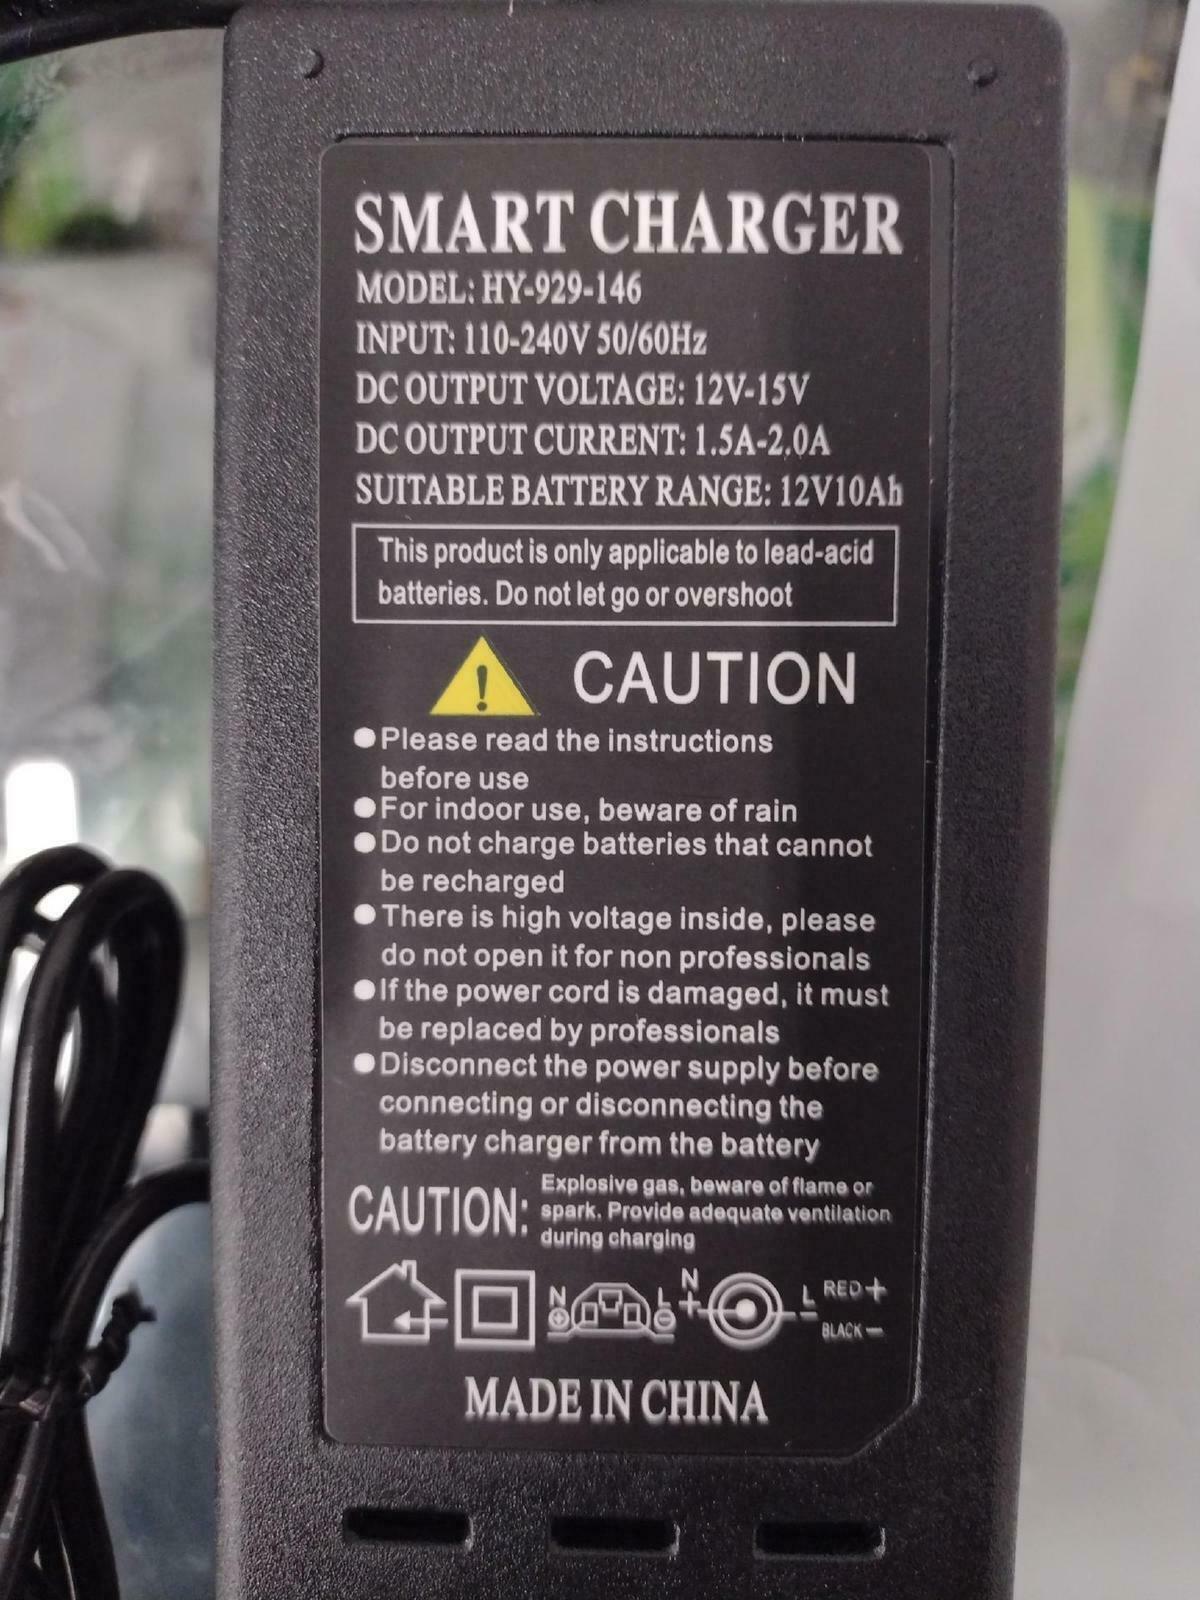 SMART CHARGER
MODEL: HY-929-146
INPUT: 110-240V 50/60Hz
DC OUTPUT VOLTAGE: 12V-15V
DC OUTPUT CURRENT: 1.5A-2.0A
SUITABLE BATTERY RANGE: 12V10Ah
This product is only applicable to lead-acid
batteries. Do not let go or overshoot
! CAUTION
●Please read the instructions
before use
●For indoor use, beware of rain
●Do not charge batteries that cannot
be recharged
●There is high voltage inside, please
do not open it for non professionals
●If the power cord is damaged, it must
be replaced by professionals
●Disconnect the power supply before
connecting or disconnecting the
battery charger from the battery
CAUTION: Explosive gas, beware of flame or
spark. Provide adequate ventilation
during charging
N L N + L − RED +
BLACK −
MADE IN CHINA